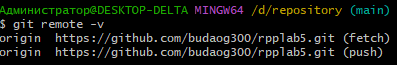 Администратор@DESKTOP-DELTA MINGW64 /d/repository (main)
$ git remote -v
origin  https://github.com/budaog300/rpplab5.git (fetch)
origin  https://github.com/budaog300/rpplab5.git (push)